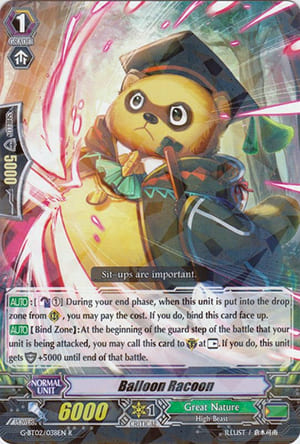 1
GRADE
SHIELD
5000
Sit-ups are important.
AUTO : [ 1 ] During your end phase, when this unit is put into the drop
zone from , you may pay the cost. If you do, bind this card face up.
AUTO [ Bind Zone ] : At the beginning of the guard step of the battle that
your unit is being attacked, you may call this card to at . If you do, this unit
gets +5000 until end of that battle.
NORMAL
UNIT
Balloon Racoon
POWER
6000
1
CRITICAL
Great Nature
High Beast
G-BT02/038EN R
ILLUST /